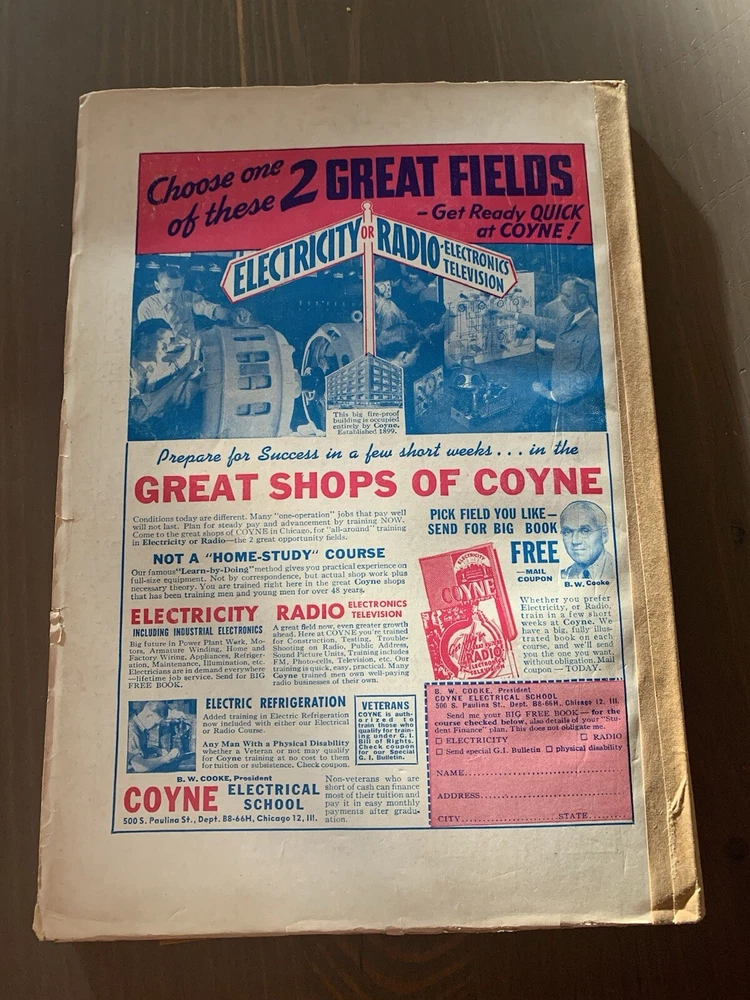 Choose one
of these 2 GREAT FIELDS
– Get Ready QUICK
at COYNE!
ELECTRICITY OR RADIO-ELECTRONICS
TELEVISION
This big fire-proof
building is occupied
entirely by Coyne.
Established 1899.
Prepare for Success in a few short weeks . . . in the
GREAT SHOPS OF COYNE
Conditions today are different. Many "one-operation" jobs that pay well
will not last. Plan for steady pay and advancement by training NOW.
Come to the great shops of COYNE in Chicago, for "all-around" training
in Electricity or Radio—the 2 great opportunity fields.
NOT A "HOME-STUDY" COURSE
Our famous "Learn-by-Doing" method gives you practical experience on
full-size equipment. Not by correspondence, but actual shop work plus
necessary theory. You are trained right here in the great Coyne shops
that has been training men and young men for over 48 years.
PICK FIELD YOU LIKE—
SEND FOR BIG BOOK
FREE
—MAIL
COUPON
B. W. Cooke
ELECTRICITY
COYNE
RADIO
ELECTRONICS
TELEVISION
Whether you prefer
Electricity, or Radio,
train in a few short
weeks at Coyne. We
have a big, fully illus-
trated book on each
course, and we'll send
you the one you want,
without obligation. Mail
coupon — TODAY.
ELECTRICITY
INCLUDING INDUSTRIAL ELECTRONICS
Big future in Power Plant Work, Mo-
tors, Armature Winding, Home and
Factory Wiring, Appliances, Refriger-
ation, Maintenance, Illumination, etc.
Electricians are in demand everywhere
—lifetime job service. Send for BIG
FREE BOOK.
RADIO ELECTRONICS
TELEVISION
A great field now, even greater growth
ahead. Here at COYNE you're trained
for Construction, Testing, Trouble-
Shooting on Radio, Public Address,
Sound Picture Units, Training includes
FM, Photo-cells, Television, etc. Our
training is quick, easy, practical. Many
Coyne trained men own well-paying
radio businesses of their own.
ELECTRIC REFRIGERATION
Added training in Electric Refrigeration
now included with either our Electrical
or Radio Course.
Any Man With a Physical Disability
whether a Veteran or not may qualify
for Coyne training at no cost to them
for tuition or subsistence. Check coupon.
VETERANS
COYNE is auth-
orized to
train those who
qualify for train-
ing under G. I.
Bill of Rights.
Check coupon
for our Special
G. I. Bulletin.
B. W. COOKE, President
COYNE ELECTRICAL
SCHOOL
500 S. Paulina St., Dept. B8-66H, Chicago 12, Ill.
Non-veterans who are
short of cash can finance
most of their tuition and
pay it in easy monthly
payments after gradu-
ation.
B. W. COOKE, President
COYNE ELECTRICAL SCHOOL
500 S. Paulina St., Dept. B8-66H, Chicago 12, Ill.
Send me your BIG FREE BOOK—for the
course checked below, also details of your "Stu-
dent Finance" plan. This does not obligate me.
☐ ELECTRICITY ☐ RADIO
☐ Send special G.I. Bulletin ☐ physical disability
NAME
ADDRESS
CITY STATE